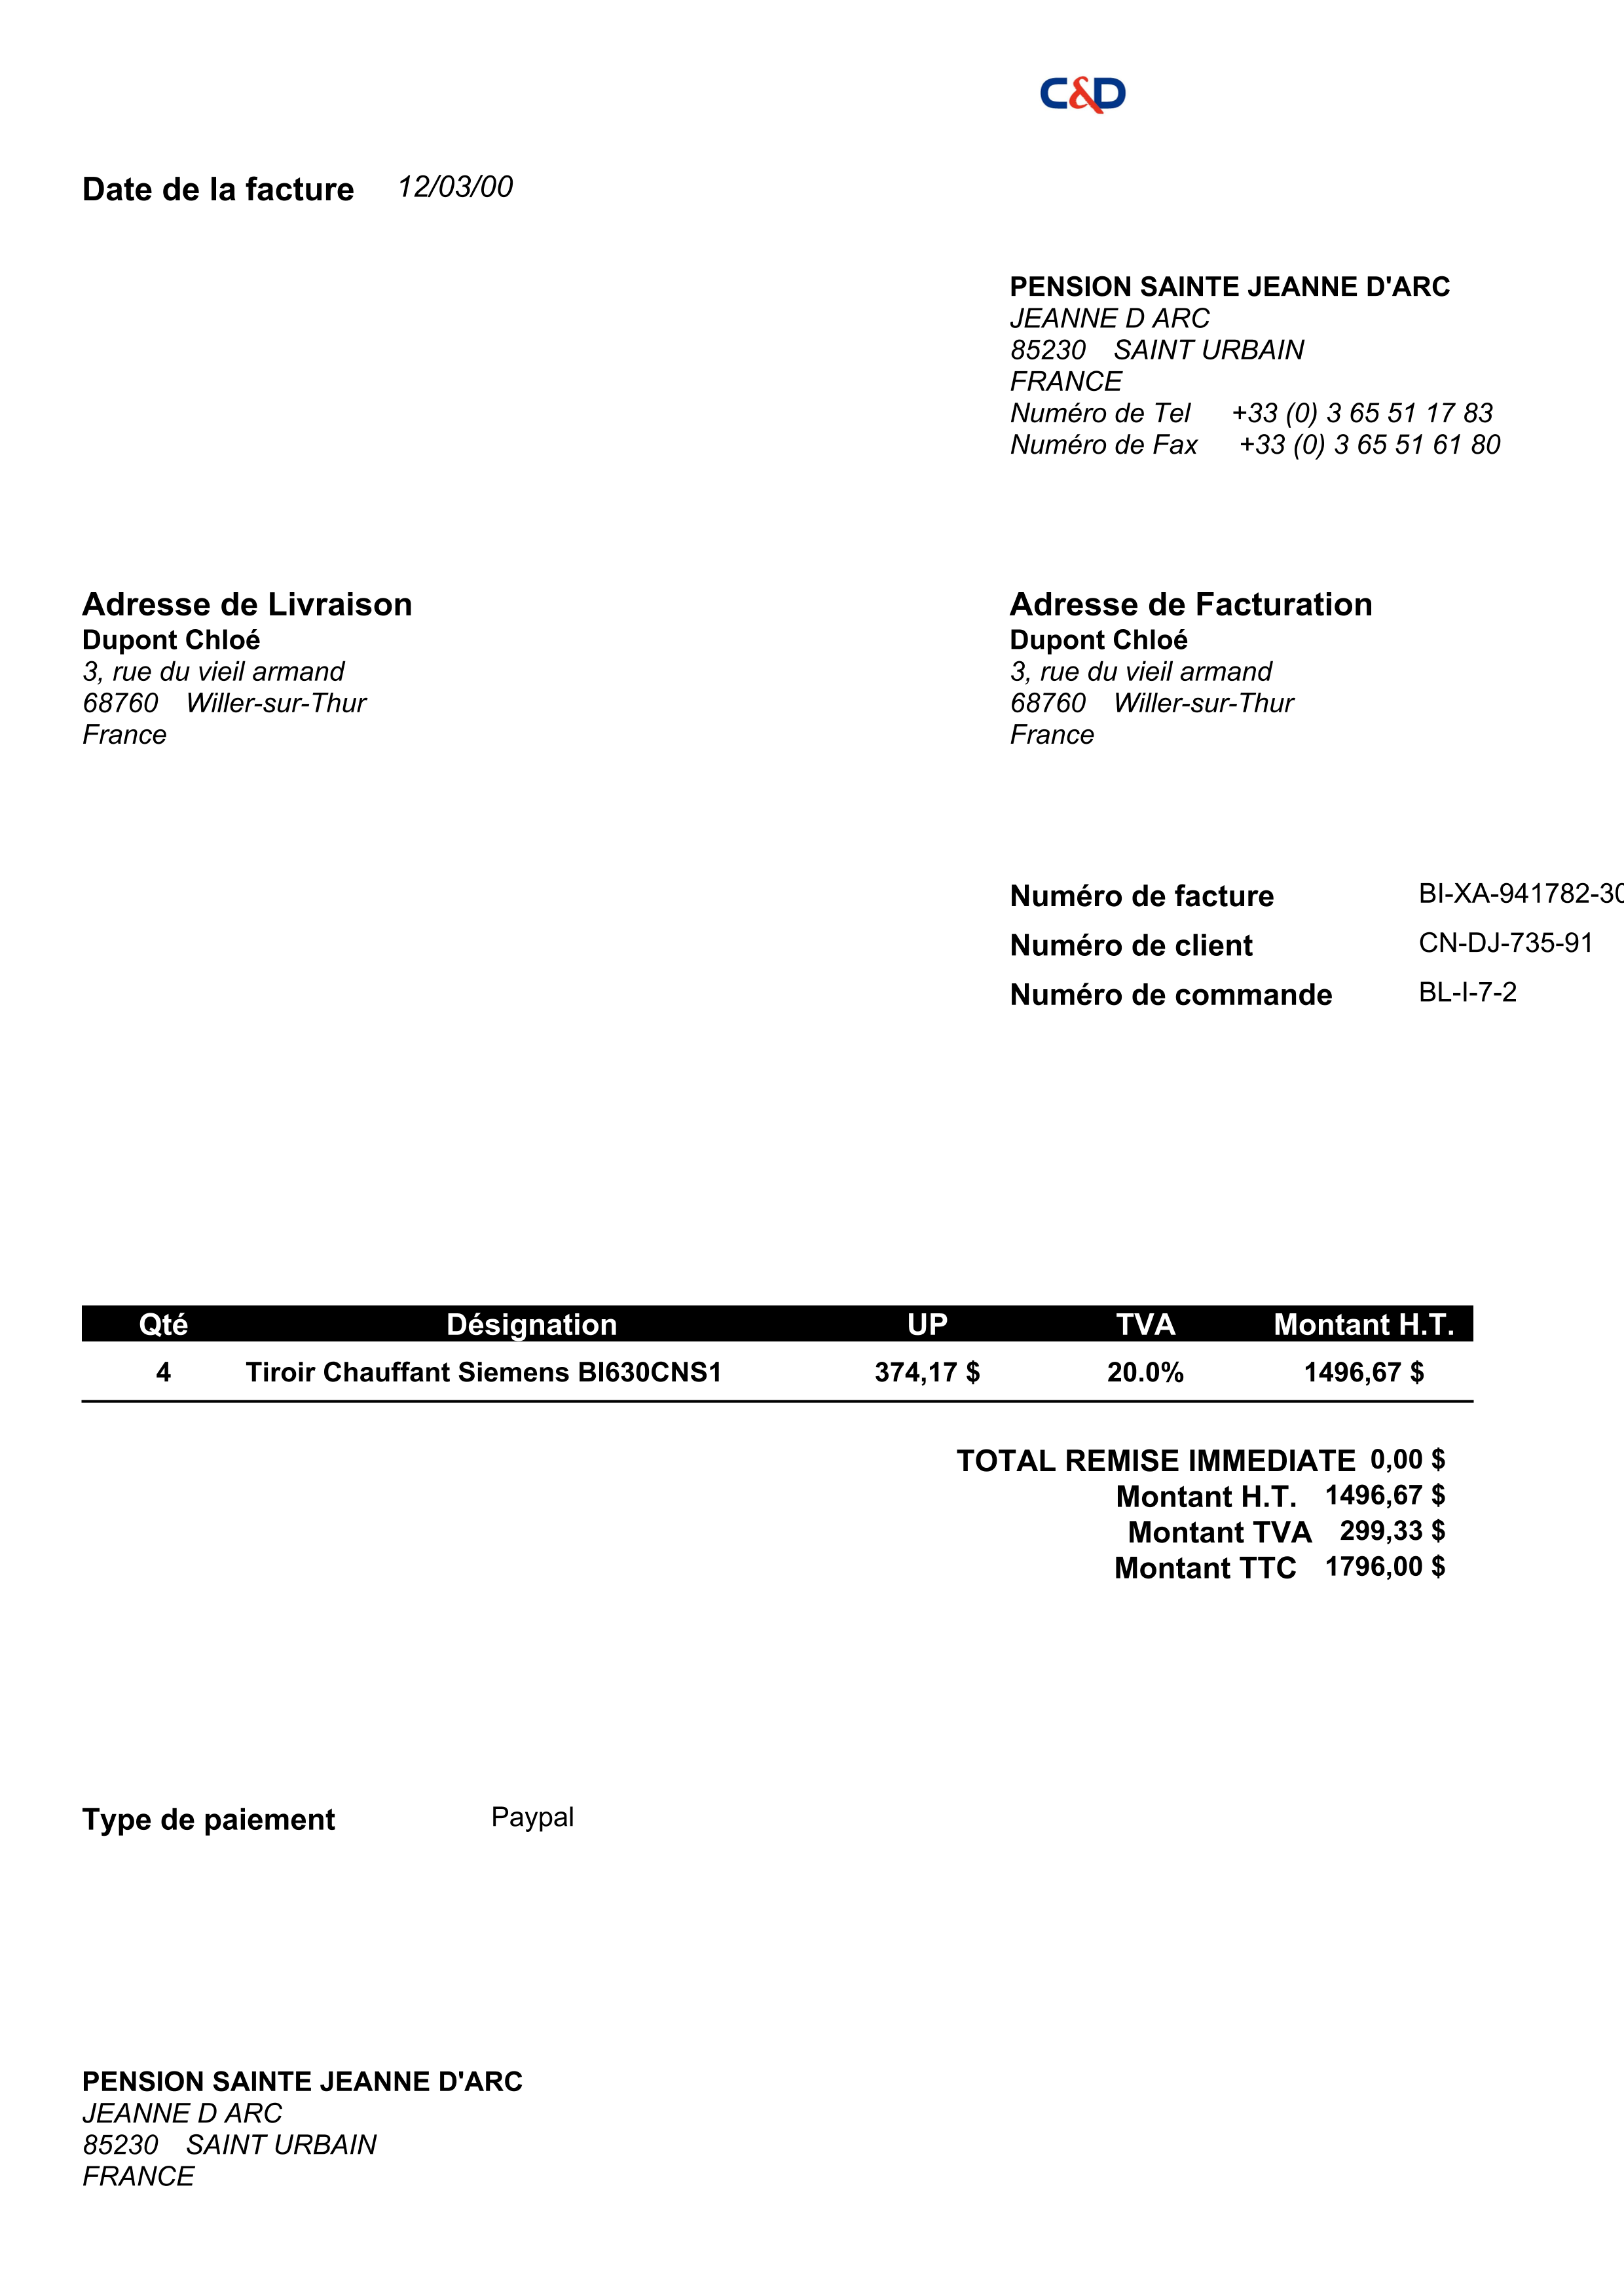 C&D
Date de la facture 12/03/00
PENSION SAINTE JEANNE D'ARC
JEANNE D ARC
85230 SAINT URBAIN
FRANCE
Numéro de Tel +33 (0) 3 65 51 17 83
Numéro de Fax +33 (0) 3 65 51 61 80
Adresse de Livraison
Dupont Chloé
3, rue du vieil armand
68760 Willer-sur-Thur
France
Adresse de Facturation
Dupont Chloé
3, rue du vieil armand
68760 Willer-sur-Thur
France
Numéro de facture BI-XA-941782-30
Numéro de client CN-DJ-735-91
Numéro de commande BL-I-7-2
Qté Désignation UP TVA Montant H.T.
4 Tiroir Chauffant Siemens BI630CNS1 374,17 $ 20.0% 1496,67 $
TOTAL REMISE IMMEDIATE 0,00 $
Montant H.T. 1496,67 $
Montant TVA 299,33 $
Montant TTC 1796,00 $
Type de paiement Paypal
PENSION SAINTE JEANNE D'ARC
JEANNE D ARC
85230 SAINT URBAIN
FRANCE